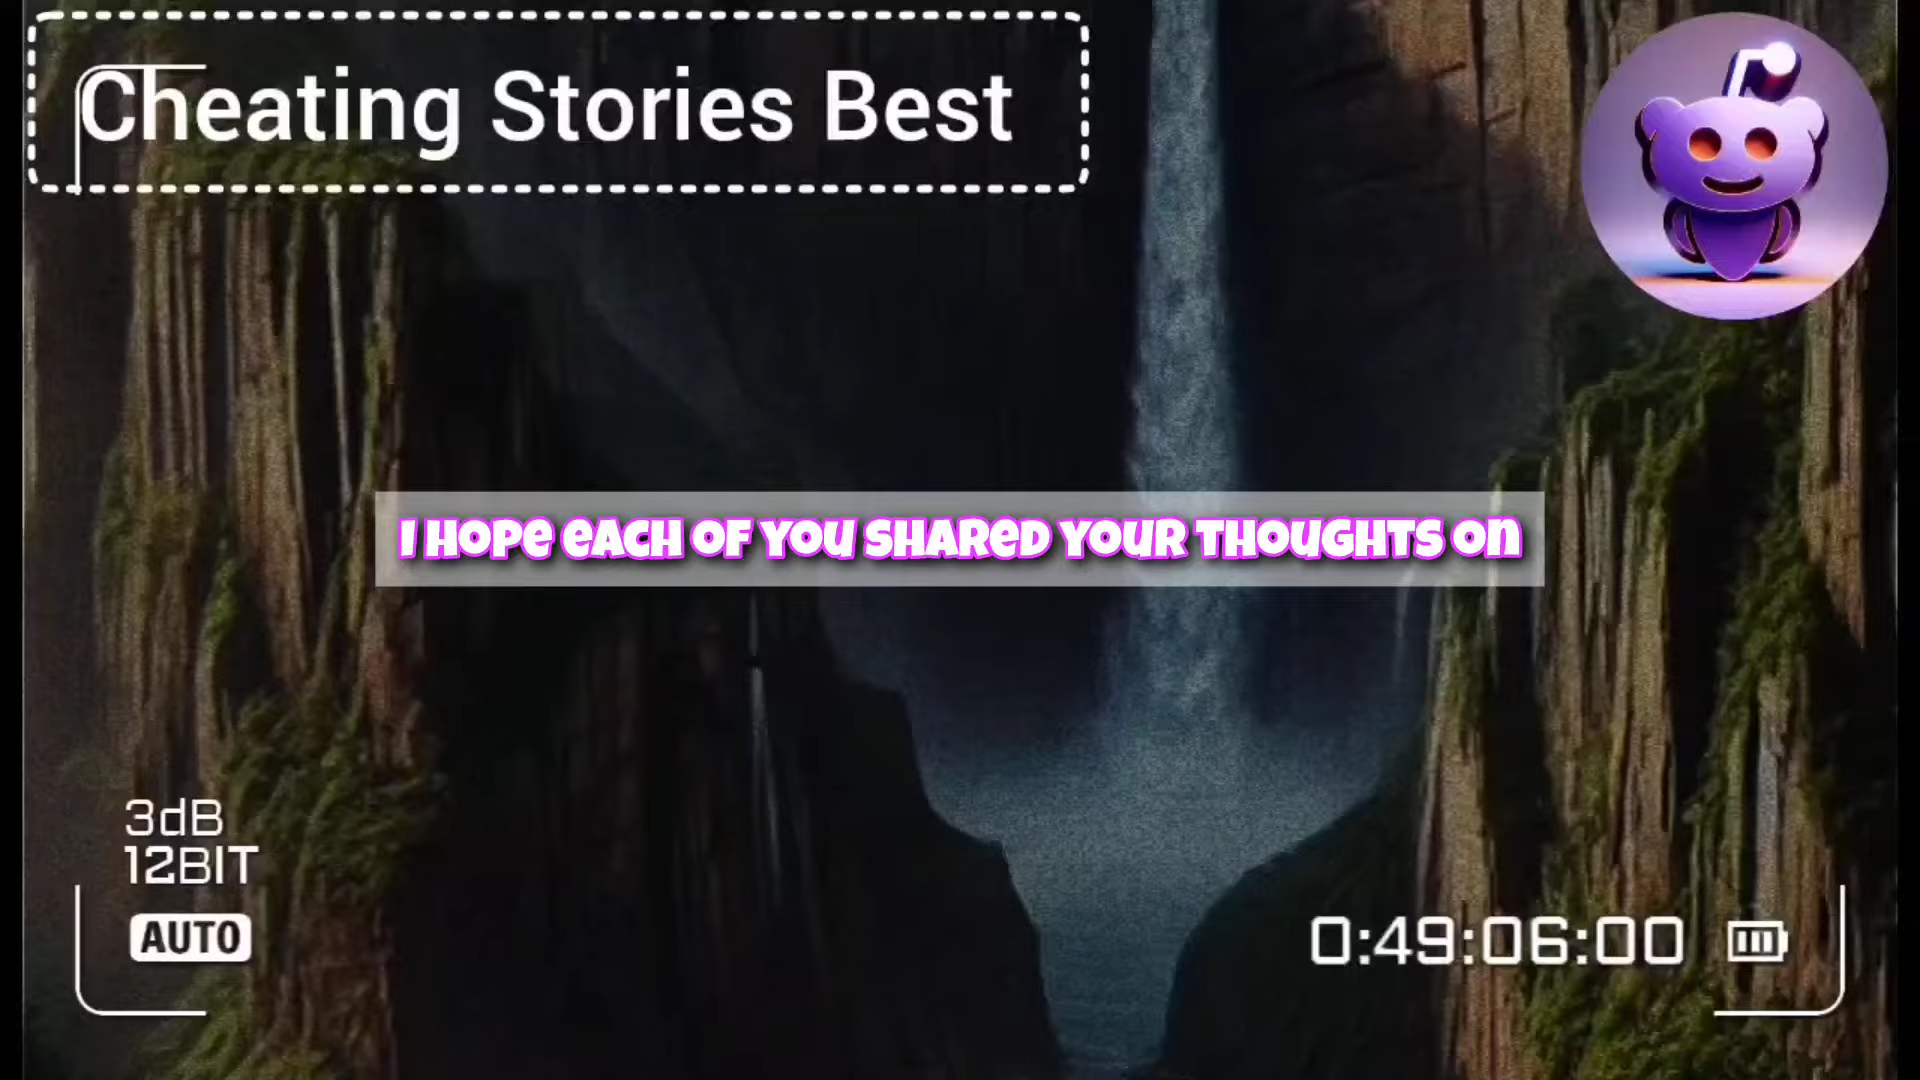 Cheating Stories Best
I HOPE EACH OF YOU SHARED YOUR THOUGHTS ON
3dB
12BIT
AUTO
0:49:06:00